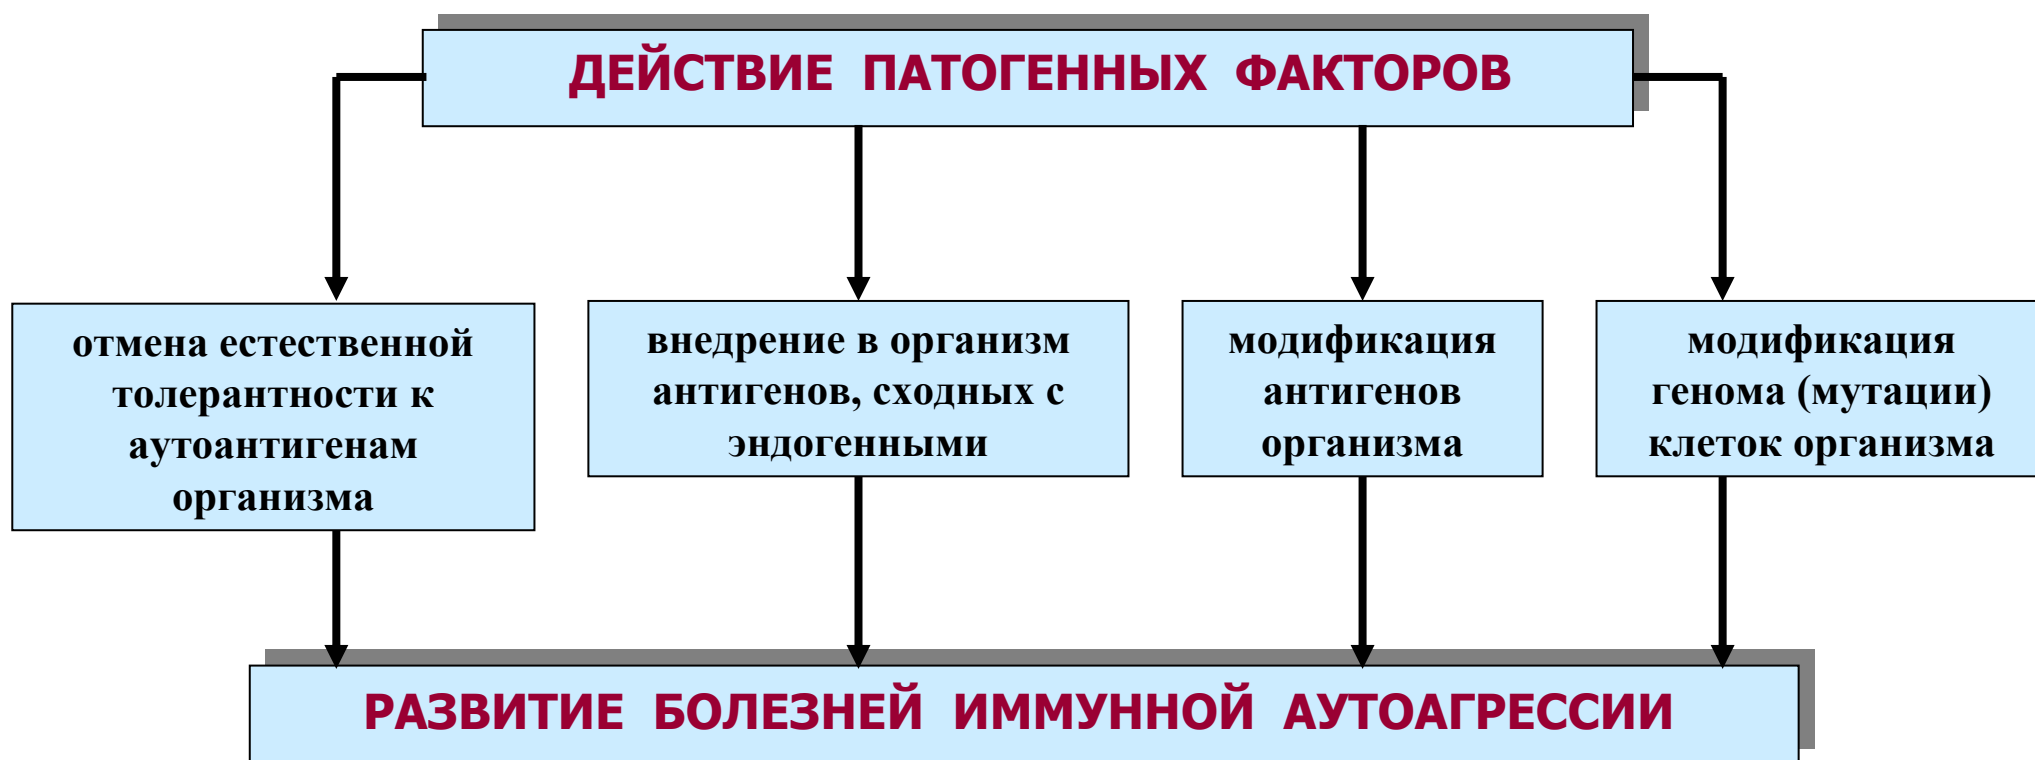 ДЕЙСТВИЕ ПАТОГЕННЫХ ФАКТОРОВ
отмена естественной
толерантности к
аутоантигенам
организма
внедрение в организм
антигенов, сходных с
эндогенными
модификация
антигенов
организма
модификация
генома (мутации)
клеток организма
РАЗВИТИЕ БОЛЕЗНЕЙ ИММУННОЙ АУТОАГРЕССИИ